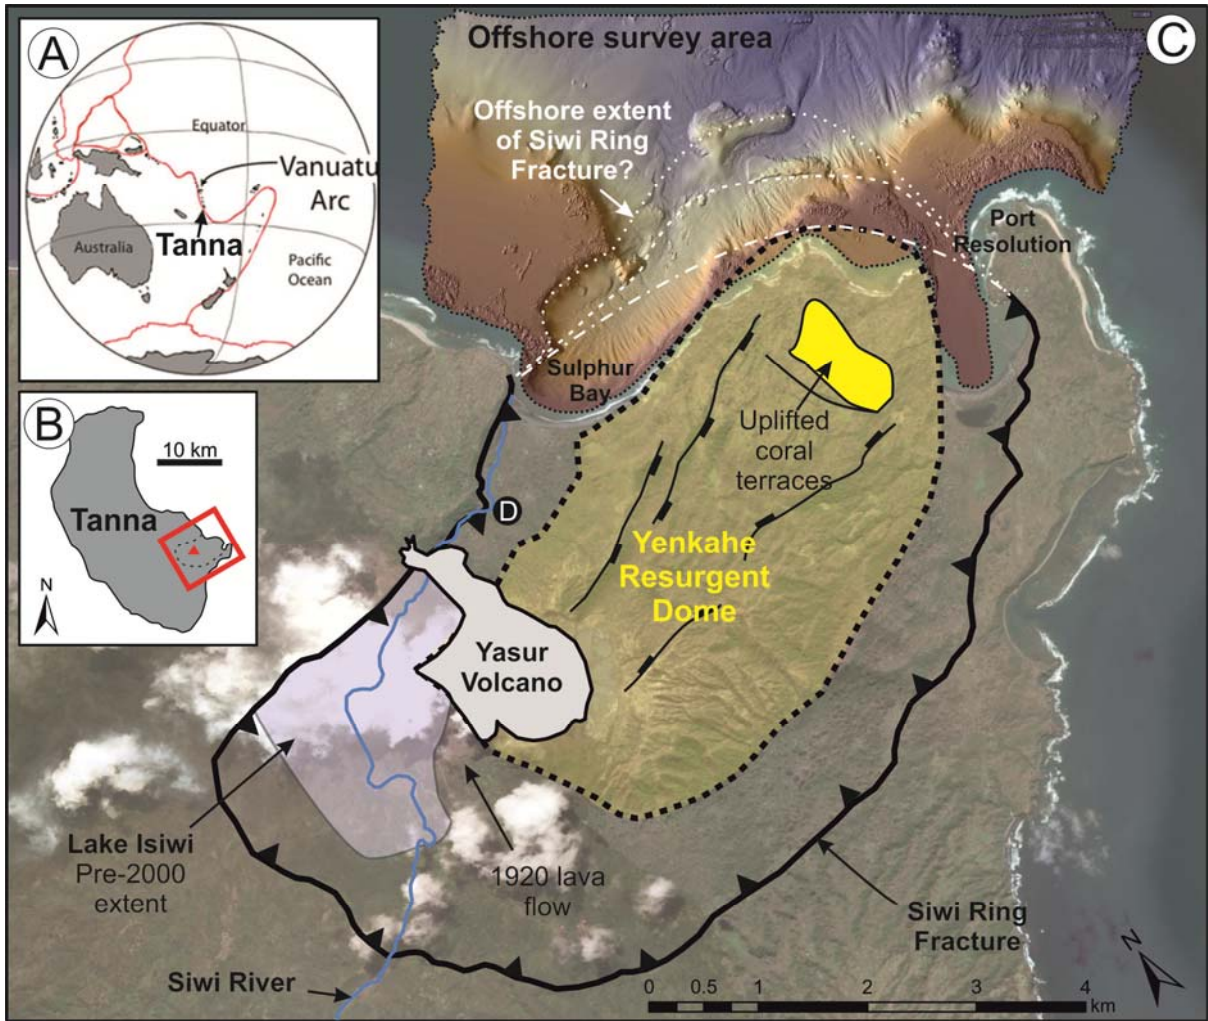 A
Equator
Vanuatu
Arc
Tanna
Australia
Pacific
Ocean
B
10 km
Tanna
N
C
Offshore survey area
Offshore extent
of Siwi Ring
Fracture?
Port
Resolution
Sulphur
Bay
Uplifted
coral
terraces
D
Yenkahe
Resurgent
Dome
Yasur
Volcano
Lake Isiwi
Pre-2000
extent
1920 lava
flow
Siwi Ring
Fracture
Siwi River
N
0 0.5 1 2 3 4
km